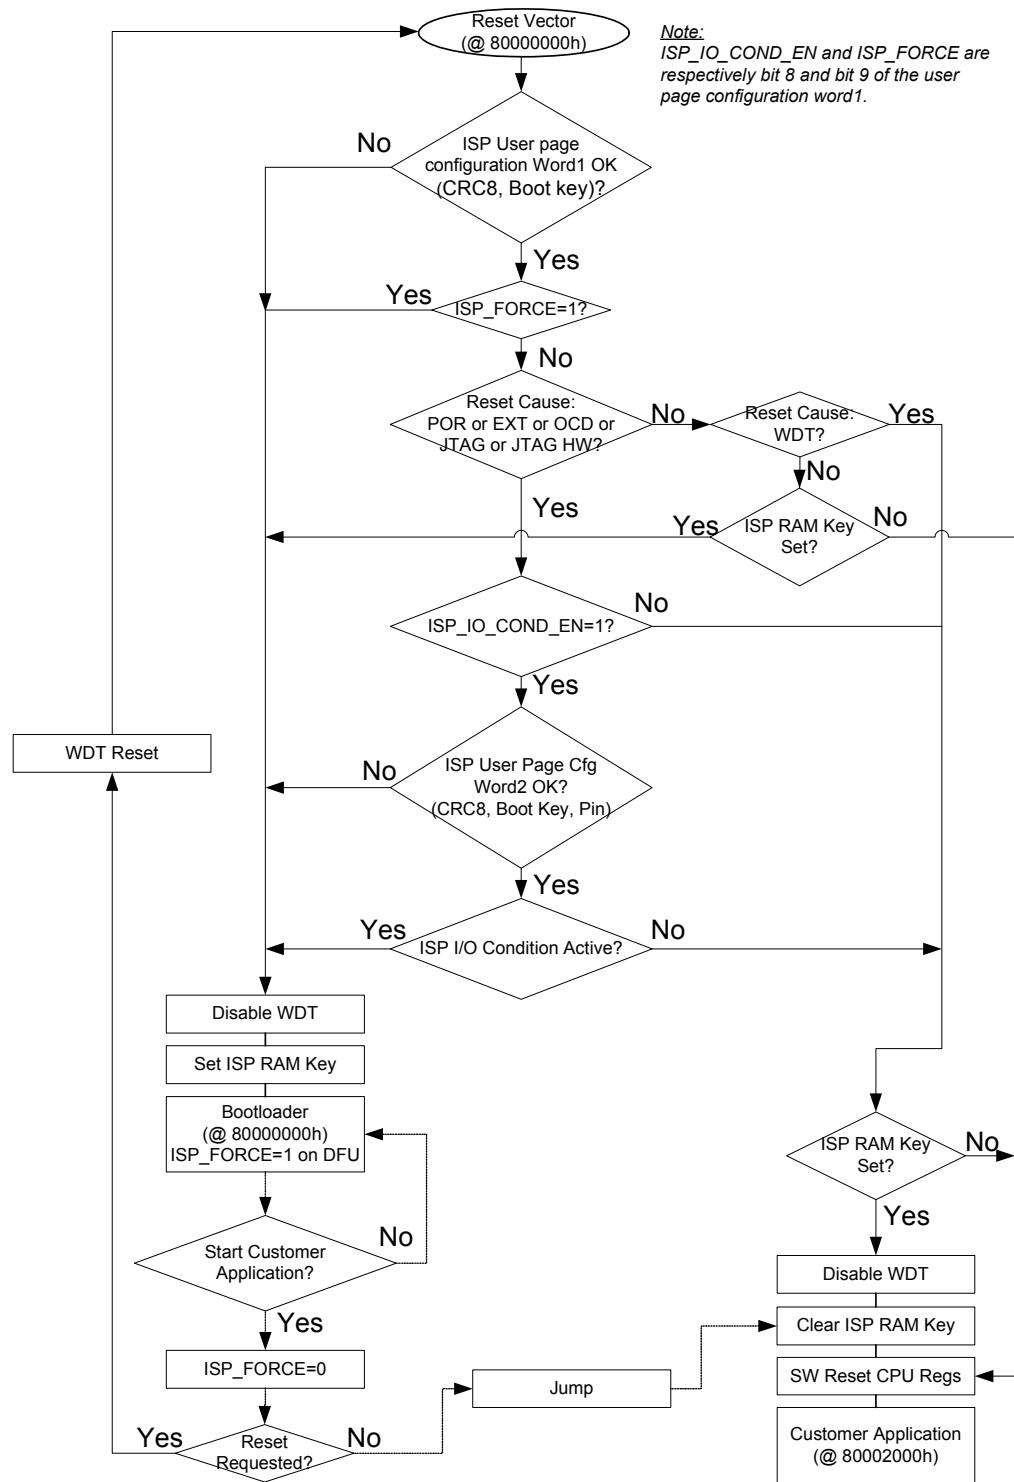 Reset Vector
(@ 80000000h)
Note:
ISP_IO_COND_EN and ISP_FORCE are
respectively bit 8 and bit 9 of the user
page configuration word1.
No
ISP User page
configuration Word1 OK
(CRC8, Boot key)?
Yes
Yes
ISP_FORCE=1?
No
Reset Cause:
POR or EXT or OCD or
JTAG or JTAG HW?
No
Reset Cause:
WDT?
Yes
No
Yes
Yes
ISP RAM Key
Set?
No
ISP_IO_COND_EN=1?
No
Yes
WDT Reset
No
ISP User Page Cfg
Word2 OK?
(CRC8, Boot Key, Pin)
Yes
Yes
ISP I/O Condition Active?
No
Disable WDT
Set ISP RAM Key
Bootloader
(@ 80000000h)
ISP_FORCE=1 on DFU
ISP RAM Key
Set?
No
Yes
Start Customer
Application?
No
Yes
Disable WDT
Clear ISP RAM Key
ISP_FORCE=0
Jump
SW Reset CPU Regs
Yes
Reset
Requested?
No
Customer Application
(@ 80002000h)